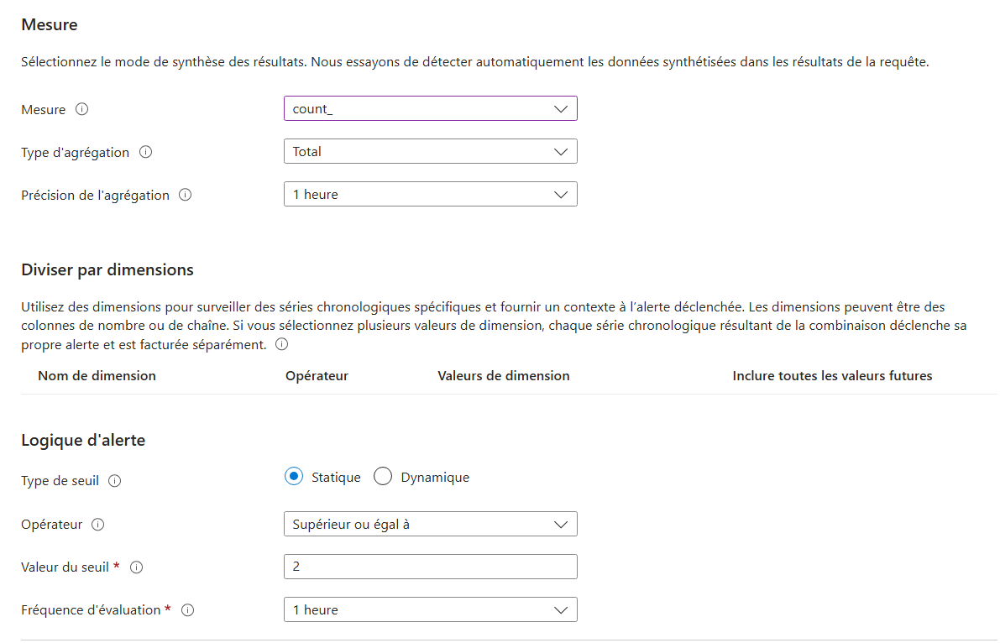 Mesure
Sélectionnez le mode de synthèse des résultats. Nous essayons de détecter automatiquement les données synthétisées dans les résultats de la requête.
Mesure count_
Type d'agrégation Total
Précision de l'agrégation 1 heure
Diviser par dimensions
Utilisez des dimensions pour surveiller des séries chronologiques spécifiques et fournir un contexte à l’alerte déclenchée. Les dimensions peuvent être des
colonnes de nombre ou de chaîne. Si vous sélectionnez plusieurs valeurs de dimension, chaque série chronologique résultant de la combinaison déclenche sa
propre alerte et est facturée séparément.
Nom de dimension Opérateur Valeurs de dimension Inclure toutes les valeurs futures
Logique d'alerte
Type de seuil Statique Dynamique
Opérateur Supérieur ou égal à
Valeur du seuil * 2
Fréquence d'évaluation * 1 heure